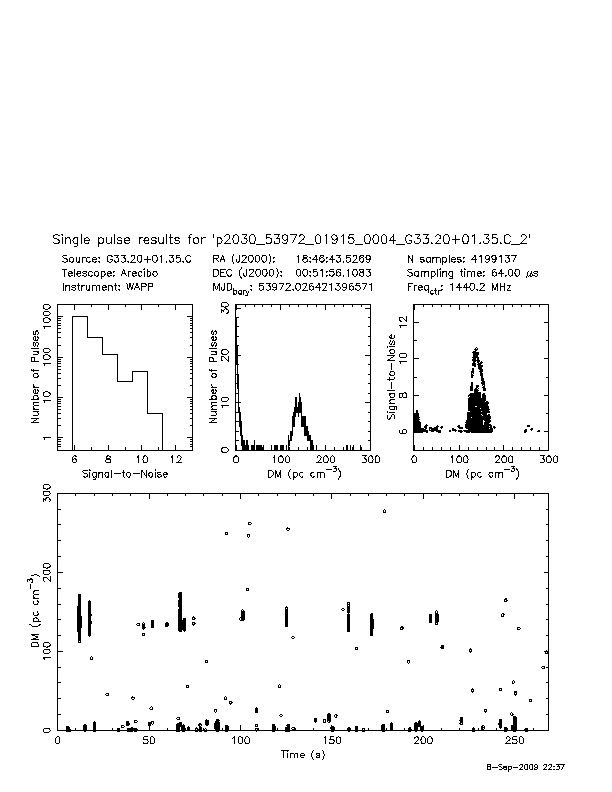 Single pulse results for 'p2030_53972_01915_0004_G33.20+01.35.C_2'
Source: G33.20+01.35.C RA (J2000): 18:46:43.5269 N samples: 4199137
Telescope: Arecibo DEC (J2000): 00:51:56.1083 Sampling time: 64.00 μs
Instrument: WAPP MJDbary: 53972.026421396571 Freqctr: 1440.2 MHz
Number of Pulses
1 10 100 1000
6 8 10 12
Signal-to-Noise
Number of Pulses
0 10 20 30
0 100 200 300
DM (pc cm-3)
Signal-to-Noise
6 8 10 12
0 100 200 300
DM (pc cm-3)
DM (pc cm-3)
0 100 200 300
0 50 100 150 200 250
Time (s)
8-Sep-2009 22:37